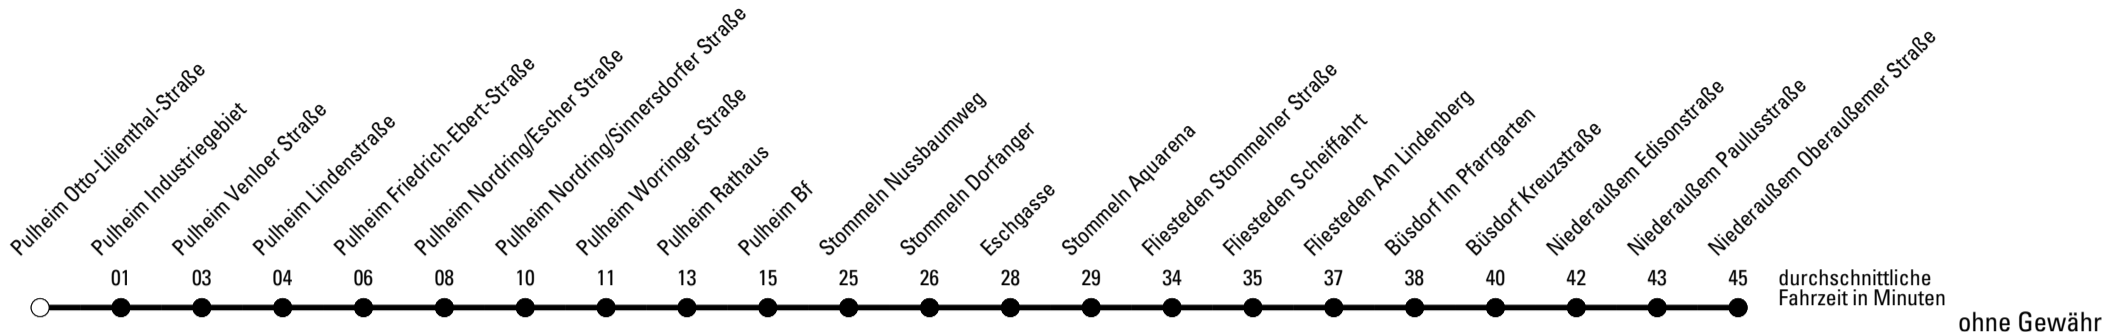 Pulheim Otto-Lilienthal-Straße
Pulheim Industriegebiet
Pulheim Venloer Straße
Pulheim Lindenstraße
Pulheim Friedrich-Ebert-Straße
Pulheim Nordring/Escher Straße
Pulheim Nordring/Sinnersdorfer Straße
Pulheim Worringer Straße
Pulheim Rathaus
Pulheim Bf
Stommeln Nussbaumweg
Stommeln Dorfanger
Eschgasse
Stommeln Aquarena
Fliesteden Stommelner Straße
Fliesteden Scheiffahrt
Fliesteden Am Lindenberg
Büsdorf Im Pfarrgarten
Büsdorf Kreuzstraße
Niederaußem Edisonstraße
Niederaußem Paulusstraße
Niederaußem Oberaußemer Straße
01 03 04 06 08 10 11 13 15 25 26 28 29 34 35 37 38 40 42 43 45
durchschnittliche
Fahrzeit in Minuten
ohne Gewähr